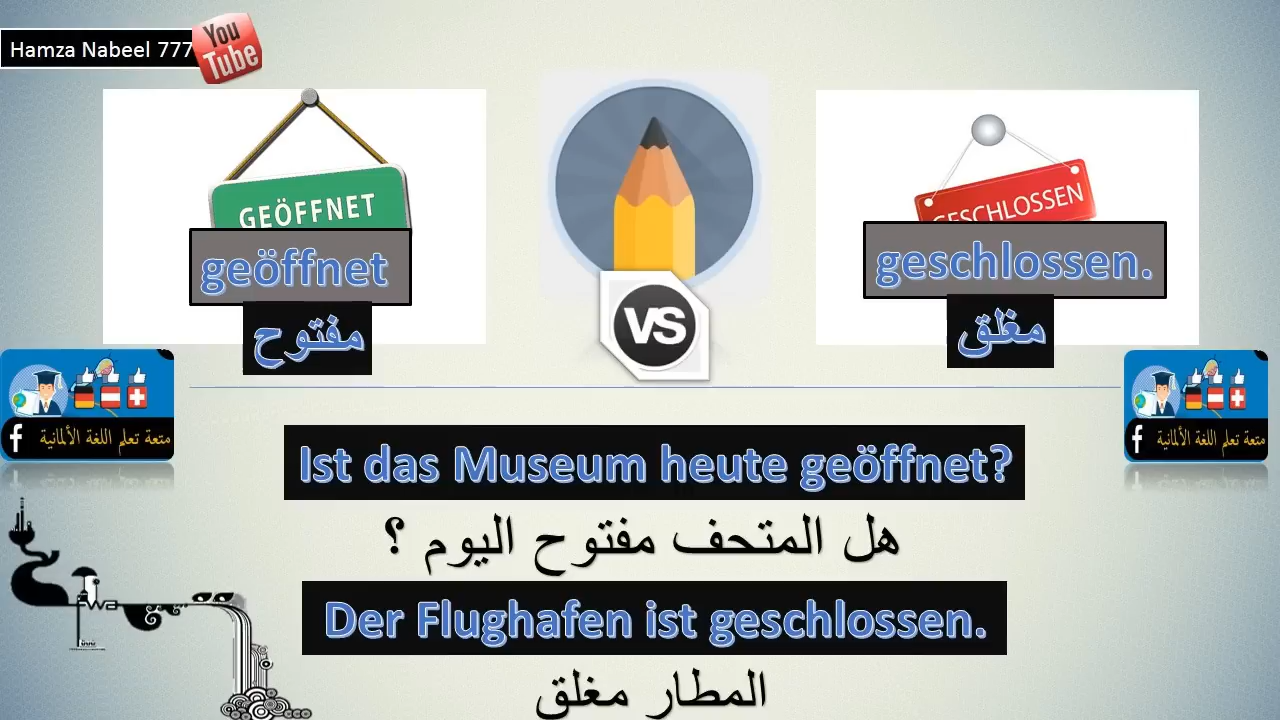 Hamza Nabeel 777
You
Tube
GEÖFFNET
geöffnet
مفتوح
VS
GESCHLOSSEN
geschlossen.
مغلق
f متعة تعلم اللغة الألمانية
f متعة تعلم اللغة الألمانية
Ist das Museum heute geöffnet?
هل المتحف مفتوح اليوم ؟
Der Flughafen ist geschlossen.
المطار مغلق